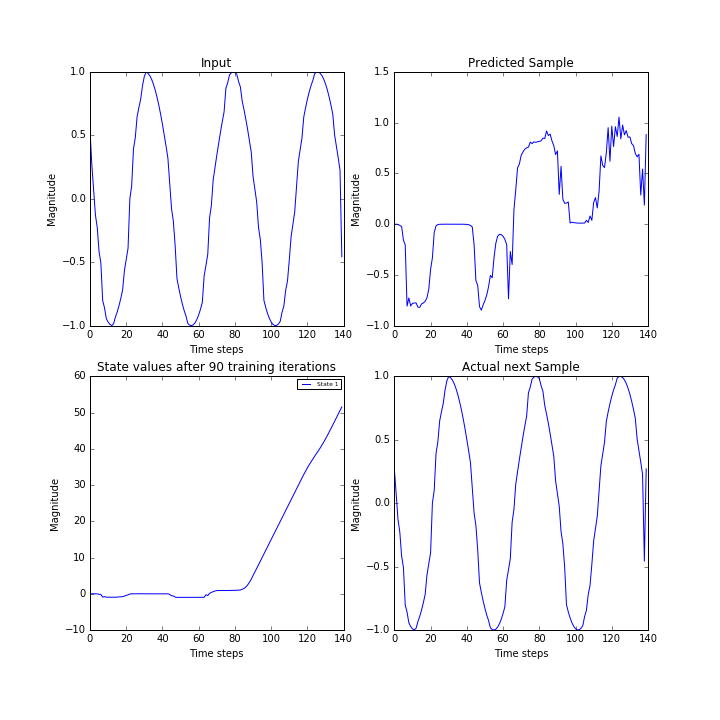 Input
1.0
0.5
0.0
−0.5
−1.0
Magnitude
0 20 40 60 80 100 120 140
Time steps
Predicted Sample
1.5
1.0
0.5
0.0
−0.5
−1.0
Magnitude
0 20 40 60 80 100 120 140
Time steps
State values after 90 training iterations
60
50
40
30
20
10
0
−10
Magnitude
State 1
0 20 40 60 80 100 120 140
Time steps
Actual next Sample
1.0
0.5
0.0
−0.5
−1.0
Magnitude
0 20 40 60 80 100 120 140
Time steps